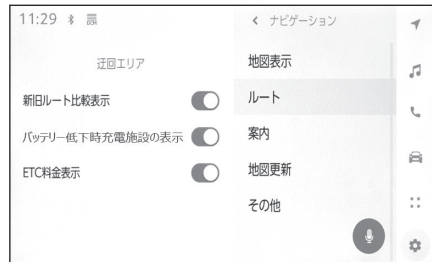 11:29
迂回エリア
新旧ルート比較表示
バッテリー低下時充電施設の表示
ETC料金表示
ナビゲーション
地図表示
ルート
案内
地図更新
その他